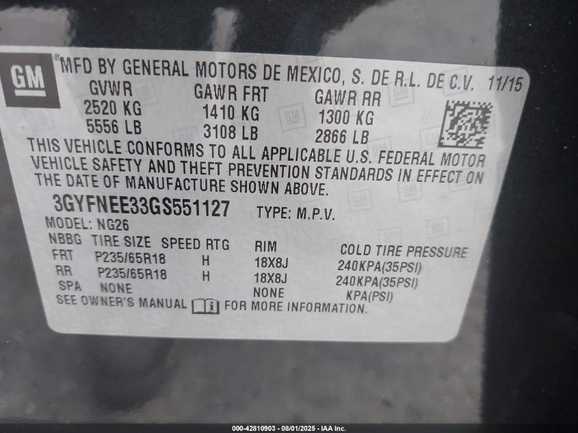 GM
®MFD BY GENERAL MOTORS DE MEXICO, S. DE R.L. DE C.V. 11/15
GVWR GAWR FRT GAWR RR
2520 KG 1410 KG 1300 KG
5556 LB 3108 LB 2866 LB
THIS VEHICLE CONFORMS TO ALL APPLICABLE U.S. FEDERAL MOTOR
VEHICLE SAFETY AND THEFT PREVENTION STANDARDS IN EFFECT ON
THE DATE OF MANUFACTURE SHOWN ABOVE.
3GYFNEE33GS551127 TYPE: M.P.V.
MODEL: NG26
NBBG TIRE SIZE SPEED RTG RIM COLD TIRE PRESSURE
FRT P235/65R18 H 18X8J 240KPA(35PSI)
RR P235/65R18 H 18X8J 240KPA(35PSI)
SPA NONE NONE KPA(PSI)
SEE OWNER'S MANUAL FOR MORE INFORMATION.
000-42810903 - 08/01/2025 - IAA Inc.